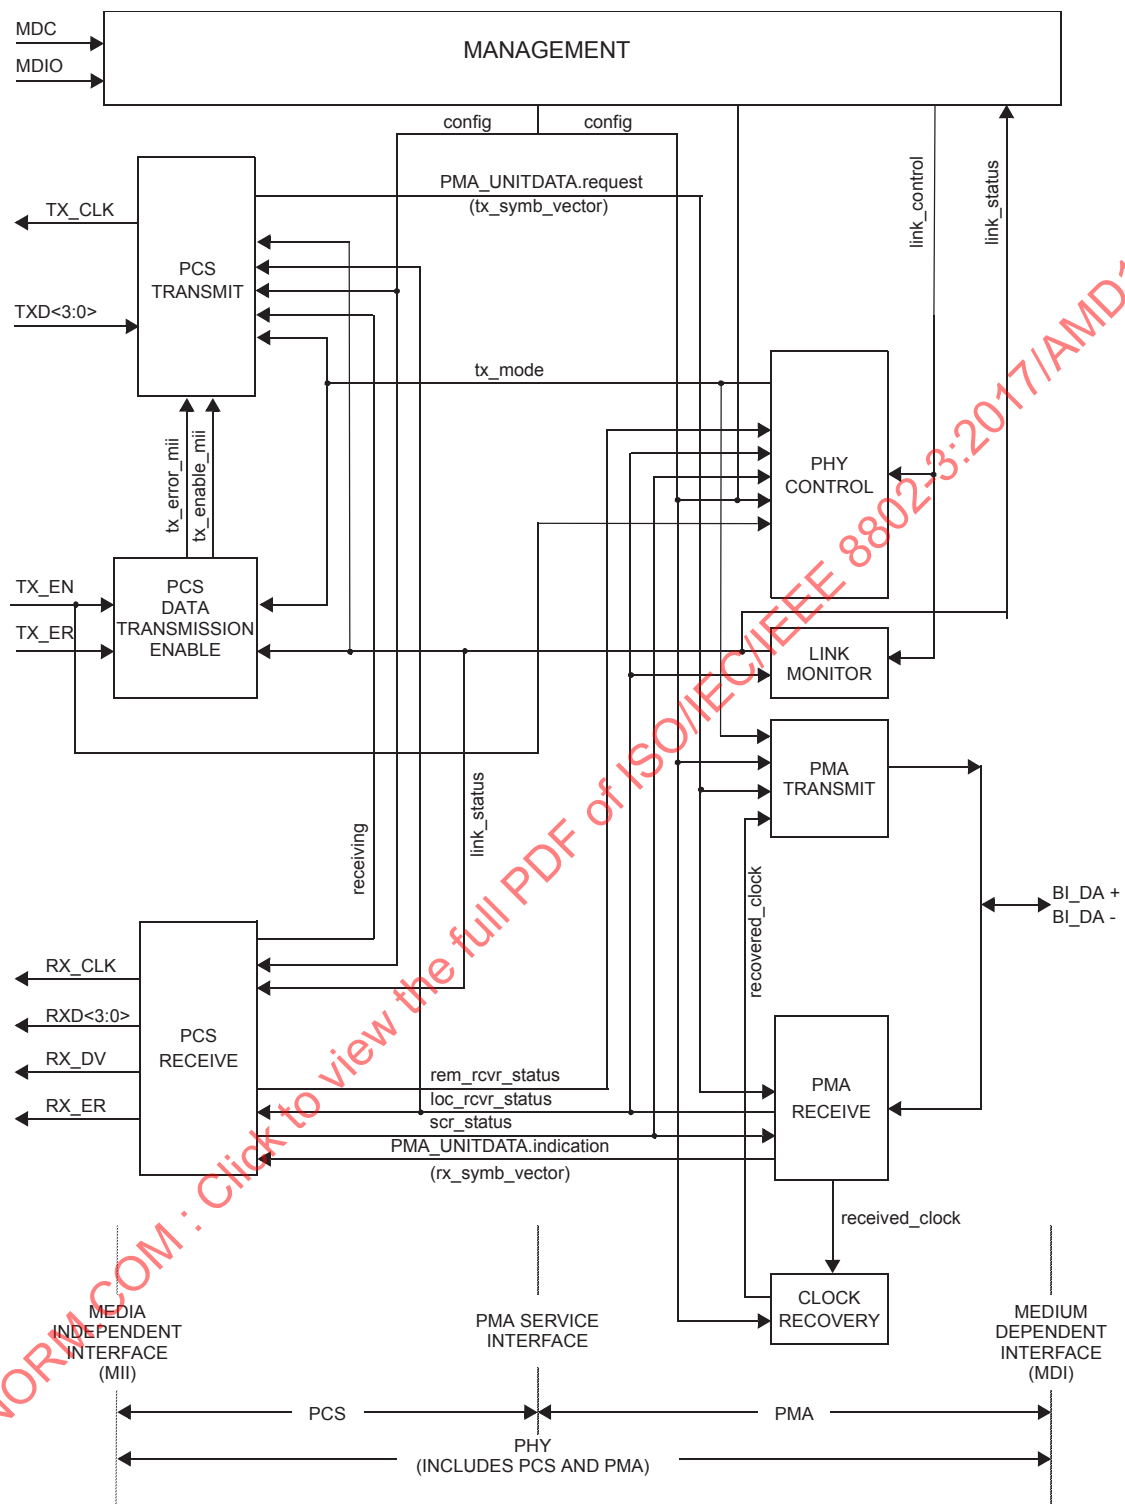 MDC
MDIO
MANAGEMENT
config
config
link_control
link_status
PMA_UNITDATA.request
(tx_symb_vector)
TX_CLK
PCS
TRANSMIT
TXD<3:0>
tx_mode
tx_error_mii
tx_enable_mii
PHY
CONTROL
TX_EN
TX_ER
PCS
DATA
TRANSMISSION
ENABLE
LINK
MONITOR
PMA
TRANSMIT
link_status
receiving
recovered_clock
BI_DA +
BI_DA -
RX_CLK
RXD<3:0>
RX_DV
RX_ER
PCS
RECEIVE
rem_rcvr_status
loc_rcvr_status
scr_status
PMA_UNITDATA.indication
(rx_symb_vector)
PMA
RECEIVE
received_clock
CLOCK
RECOVERY
MEDIA
INDEPENDENT
INTERFACE
(MII)
PMA SERVICE
INTERFACE
MEDIUM
DEPENDENT
INTERFACE
(MDI)
PCS
PMA
PHY
(INCLUDES PCS AND PMA)
NORM.COM : Click to view the full PDF of ISO/IEC/IEEE 8802-3:2017/AMD1